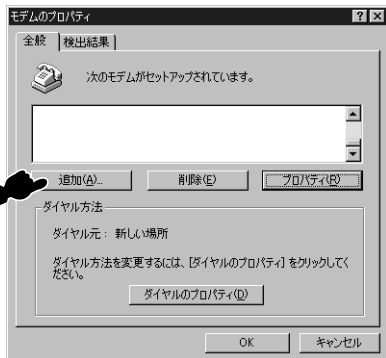 モデムのプロパティ
全般
検出結果
次のモデムがセットアップされています。
追加(A)...
削除(E)
プロパティ(R)
ダイヤル方法
ダイヤル元： 新しい場所
ダイヤル方法を変更するには、[ダイヤルのプロパティ] をクリックしてく
ださい。
ダイヤルのプロパティ(D)
OK
キャンセル